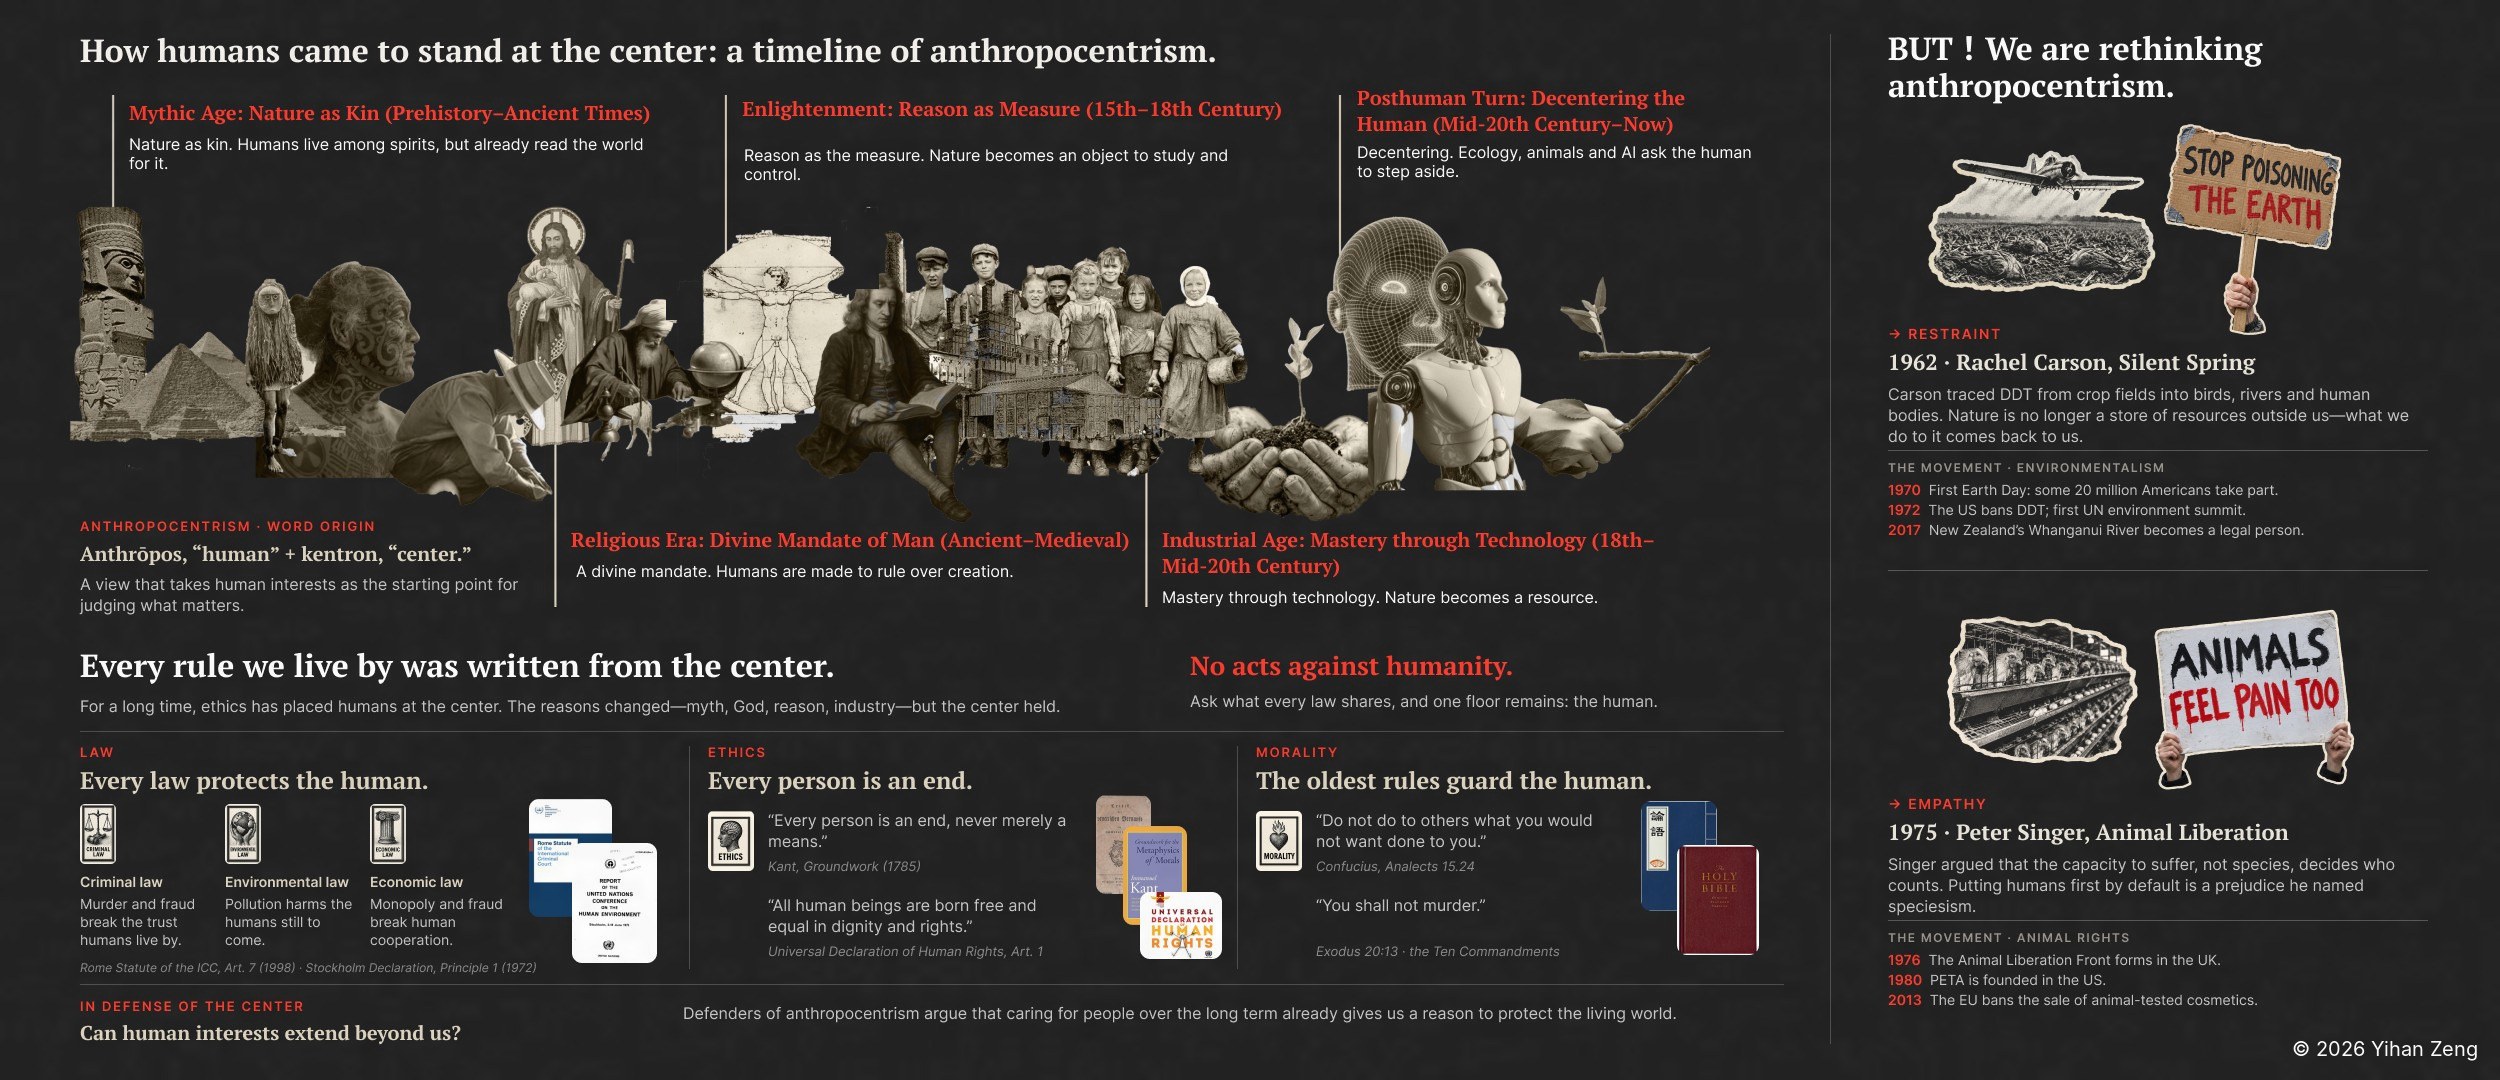 How humans came to stand at the center: a timeline of anthropocentrism.
Mythic Age: Nature as Kin (Prehistory–Ancient Times)
Nature as kin. Humans live among spirits, but already read the world
for it.
Enlightenment: Reason as Measure (15th–18th Century)
Reason as the measure. Nature becomes an object to study and
control.
Posthuman Turn: Decentering the
Human (Mid-20th Century–Now)
Decentering. Ecology, animals and AI ask the human
to step aside.
ANTHROPOCENTRISM · WORD ORIGIN
Anthrōpos, “human” + kentron, “center.”
A view that takes human interests as the starting point for
judging what matters.
Religious Era: Divine Mandate of Man (Ancient–Medieval)
A divine mandate. Humans are made to rule over creation.
Industrial Age: Mastery through Technology (18th–
Mid-20th Century)
Mastery through technology. Nature becomes a resource.
Every rule we live by was written from the center.
For a long time, ethics has placed humans at the center. The reasons changed—myth, God, reason, industry—but the center held.
No acts against humanity.
Ask what every law shares, and one floor remains: the human.
LAW
Every law protects the human.
CRIMINAL
LAW
Criminal law
Murder and fraud
break the trust
humans live by.
ENVIRONMENTAL
LAW
Environmental law
Pollution harms the
humans still to
come.
ECONOMIC
LAW
Economic law
Monopoly and fraud
break human
cooperation.
Rome Statute of the ICC, Art. 7 (1998) · Stockholm Declaration, Principle 1 (1972)
Rome Statute
of the
International
Criminal
Court
REPORT
OF THE
UNITED NATIONS
CONFERENCE
ON THE
HUMAN ENVIRONMENT
ETHICS
Every person is an end.
ETHICS
“Every person is an end, never merely a
means.”
Kant, Groundwork (1785)
“All human beings are born free and
equal in dignity and rights.”
Universal Declaration of Human Rights, Art. 1
Groundwork for the
Metaphysics
of Morals
Immanuel
Kant
UNIVERSAL
DECLARATION
OF HUMAN
RIGHTS
MORALITY
The oldest rules guard the human.
MORALITY
“Do not do to others what you would
not want done to you.”
Confucius, Analects 15.24
“You shall not murder.”
Exodus 20:13 · the Ten Commandments
論
語
The
HOLY
BIBLE
IN DEFENSE OF THE CENTER
Can human interests extend beyond us?
Defenders of anthropocentrism argue that caring for people over the long term already gives us a reason to protect the living world.
BUT ! We are rethinking
anthropocentrism.
STOP POISONING
THE EARTH
→ RESTRAINT
1962 · Rachel Carson, Silent Spring
Carson traced DDT from crop fields into birds, rivers and human
bodies. Nature is no longer a store of resources outside us—what we
do to it comes back to us.
THE MOVEMENT · ENVIRONMENTALISM
1970 First Earth Day: some 20 million Americans take part.
1972 The US bans DDT; first UN environment summit.
2017 New Zealand’s Whanganui River becomes a legal person.
ANIMALS
FEEL PAIN TOO
→ EMPATHY
1975 · Peter Singer, Animal Liberation
Singer argued that the capacity to suffer, not species, decides who
counts. Putting humans first by default is a prejudice he named
speciesism.
THE MOVEMENT · ANIMAL RIGHTS
1976 The Animal Liberation Front forms in the UK.
1980 PETA is founded in the US.
2013 The EU bans the sale of animal-tested cosmetics.
© 2026 Yihan Zeng